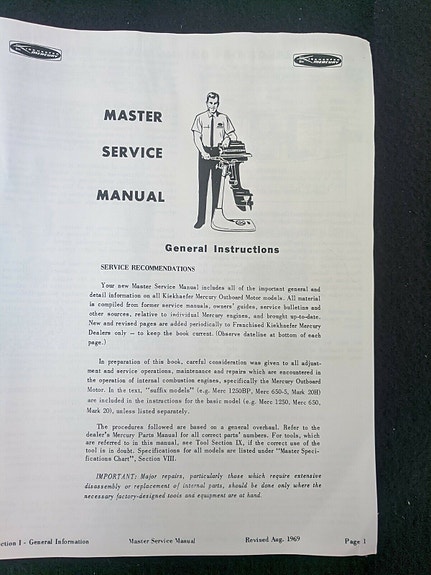 KIEKHAEFER
KIEKHAEFER
MASTER
SERVICE
MANUAL
General Instructions
SERVICE RECOMMENDATIONS
Your new Master Service Manual includes all of the important general and
detail information on all Kiekhaefer Mercury Outboard Motor models. All material
is compiled from former service manuals, owners' guides, service bulletins and
other sources, relative to individual Mercury engines, and brought up-to-date.
New and revised pages are added periodically to Franchised Kiekhaefer Mercury
Dealers only — to keep the book current. (Observe dateline at bottom of each
page.)
In preparation of this book, careful consideration was given to all adjust-
ment and service operations, maintenance and repairs which are encountered in
the operation of internal combustion engines, specifically the Mercury Outboard
Motor. In the text, "suffix models" (e.g. Merc 1250BP, Merc 650-5, Mark 20H)
are included in the instructions for the basic model (e.g. Merc 1250, Merc 650,
Mark 20), unless listed separately.
The procedures followed are based on a general overhaul. Refer to the
dealer's Mercury Parts Manual for all correct parts' numbers. For tools, which
are referred to in this manual, see Tool Section IX, if the correct use of the
tool is in doubt. Specifications for all models are listed under "Master Speci-
fications Chart", Section VIII.
IMPORTANT: Major repairs, particularly those which require extensive
disassembly or replacement of internal parts, should be done only where the
necessary factory-designed tools and equipment are at hand.
ction I - General Information Master Service Manual Revised Aug. 1969 Page 1